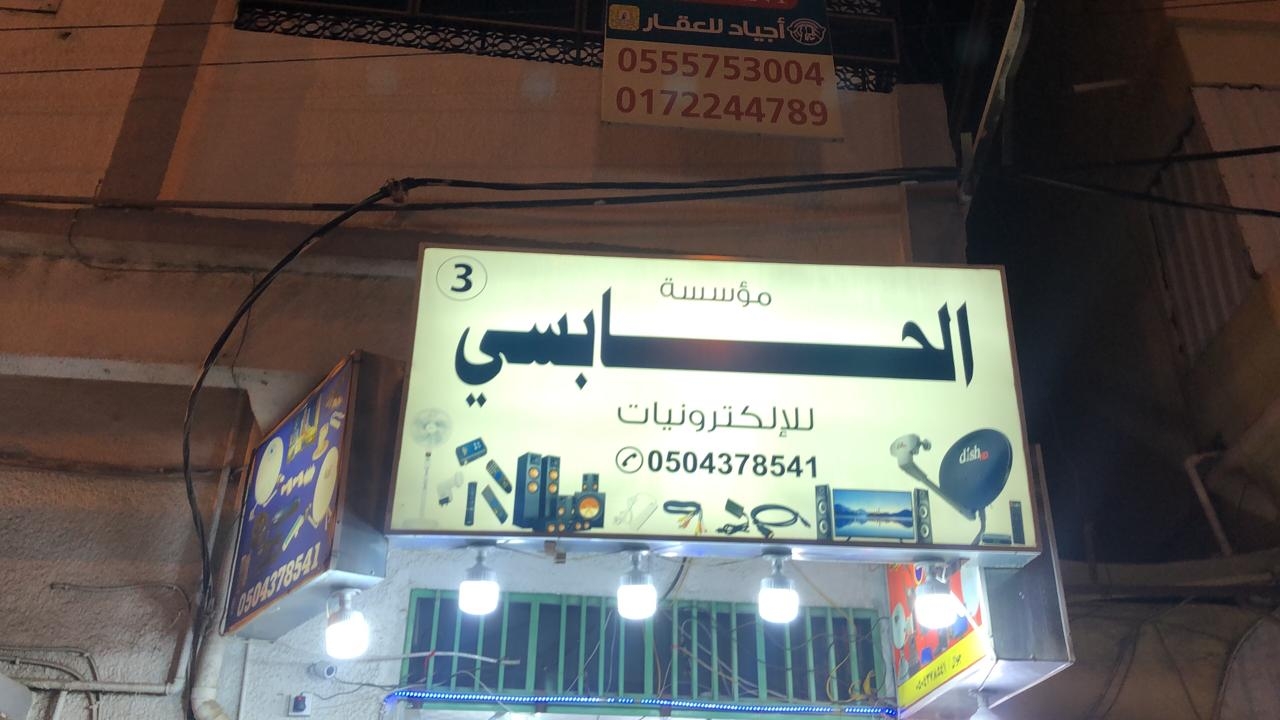 أجياد للعقار
0555753004
0172244789
3
مؤسسة
الحابسي
للإلكترونيات
0504378541
dish
0504378541